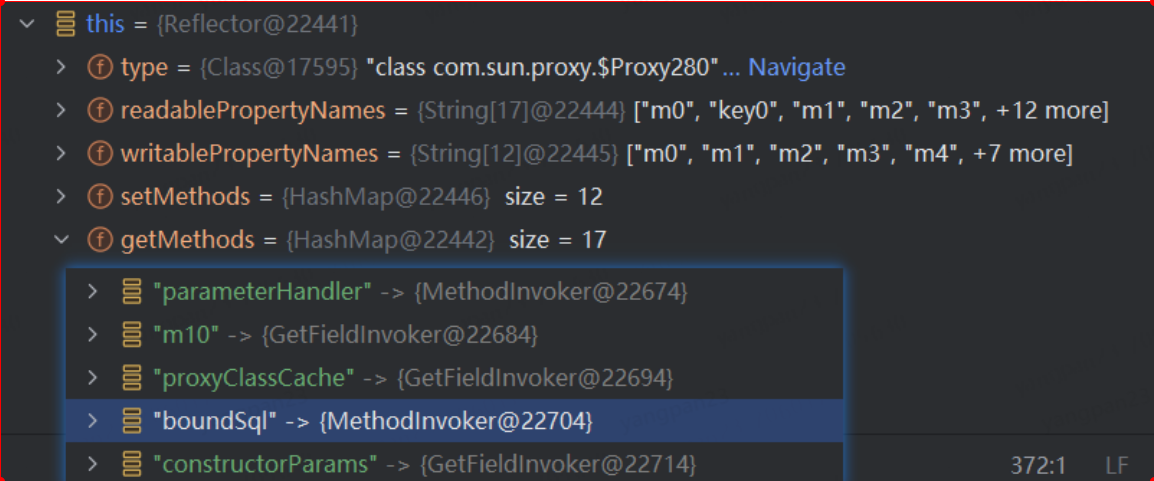 this = {Reflector@22441}
f type = {Class@17595} "class com.sun.proxy.$Proxy280"... Navigate
f readablePropertyNames = {String[17]@22444} ["m0", "key0", "m1", "m2", "m3", +12 more]
f writablePropertyNames = {String[12]@22445} ["m0", "m1", "m2", "m3", "m4", +7 more]
f setMethods = {HashMap@22446} size = 12
f getMethods = {HashMap@22442} size = 17
"parameterHandler" -> {MethodInvoker@22674}
"m10" -> {GetFieldInvoker@22684}
"proxyClassCache" -> {GetFieldInvoker@22694}
"boundSql" -> {MethodInvoker@22704}
"constructorParams" -> {GetFieldInvoker@22714}
372:1 LF